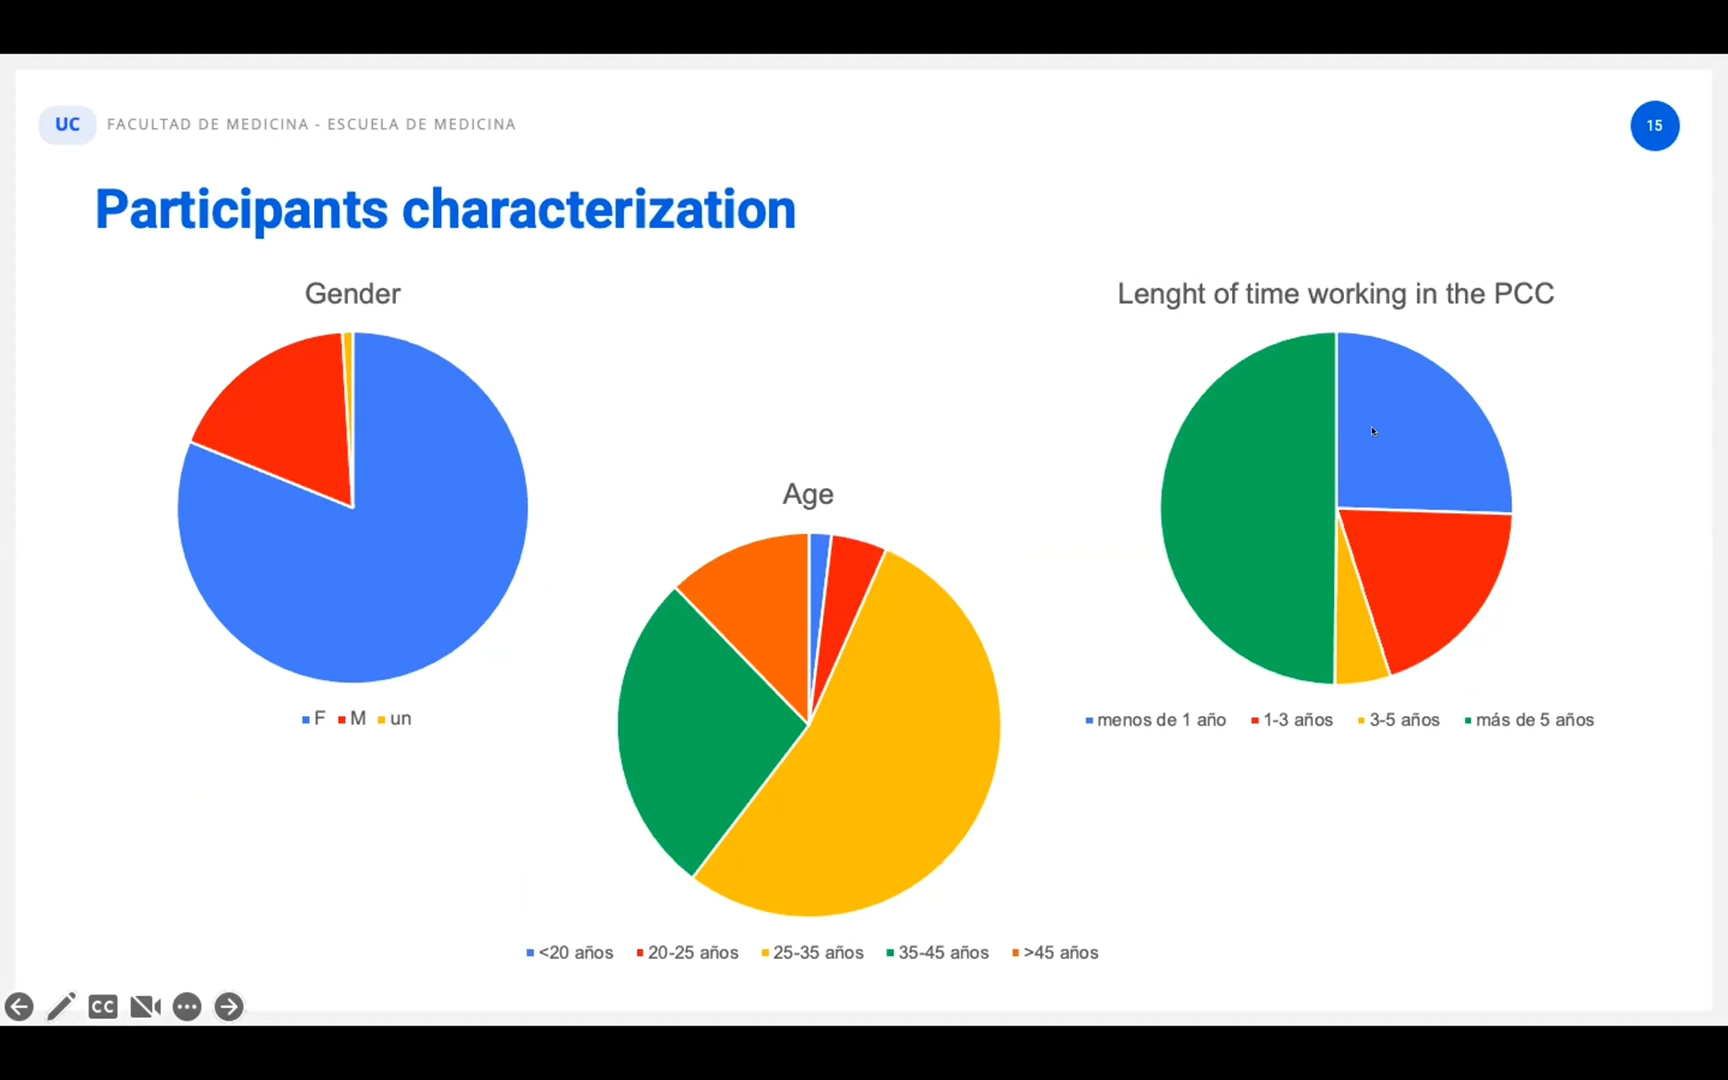 UC FACULTAD DE MEDICINA - ESCUELA DE MEDICINA
15
Participants characterization
Gender
F M un
Age
<20 años 20-25 años 25-35 años 35-45 años >45 años
Lenght of time working in the PCC
menos de 1 año 1-3 años 3-5 años más de 5 años
CC